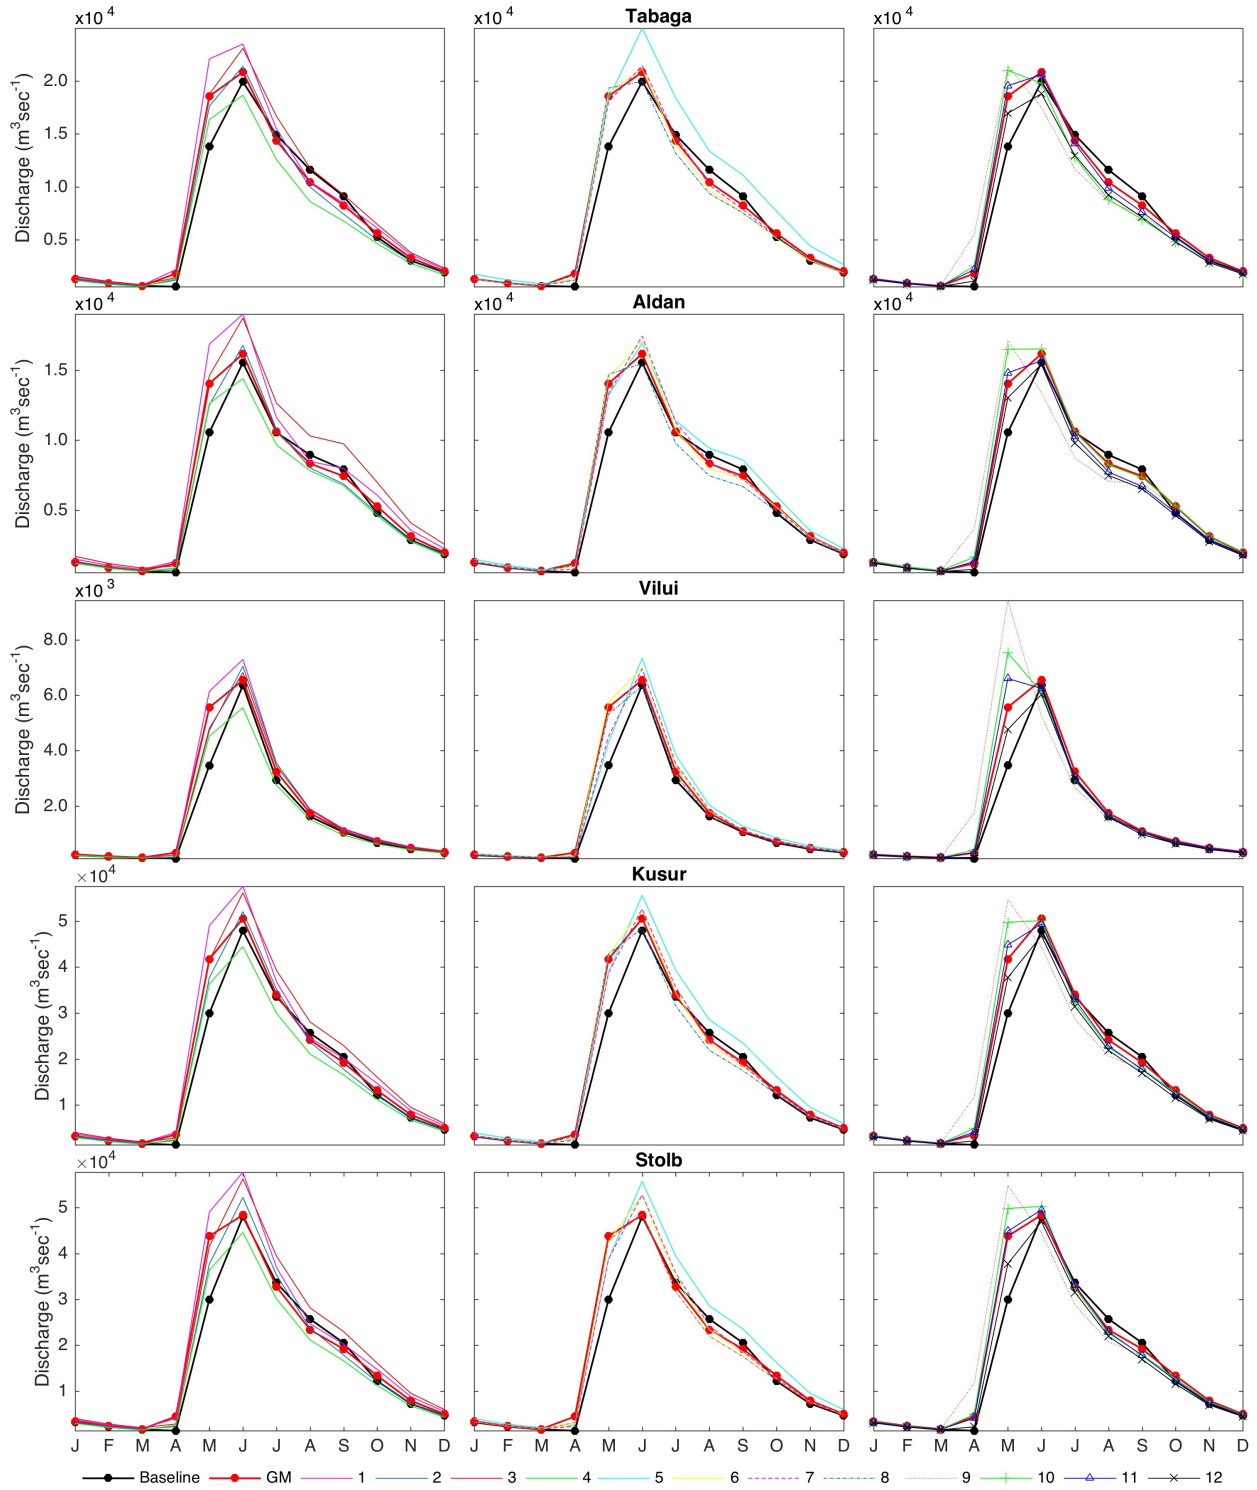 x10 4 x10 4 Tabaga x10 4
Discharge (m3sec-1)
2.0
1.5
1.0
0.5
x10 4 x10 4 Aldan x10 4
Discharge (m3sec-1)
1.5
1.0
0.5
x10 3 Vilui
Discharge (m3sec-1)
8.0
6.0
4.0
2.0
×10 4 Kusur
Discharge (m3sec-1)
5
4
3
2
1
×10 4 Stolb
Discharge (m3sec-1)
5
4
3
2
1
J F M A M J J A S O N D J F M A M J J A S O N D J F M A M J J A S O N D
Baseline GM 1 2 3 4 5 6 7 8 9 10 11 12